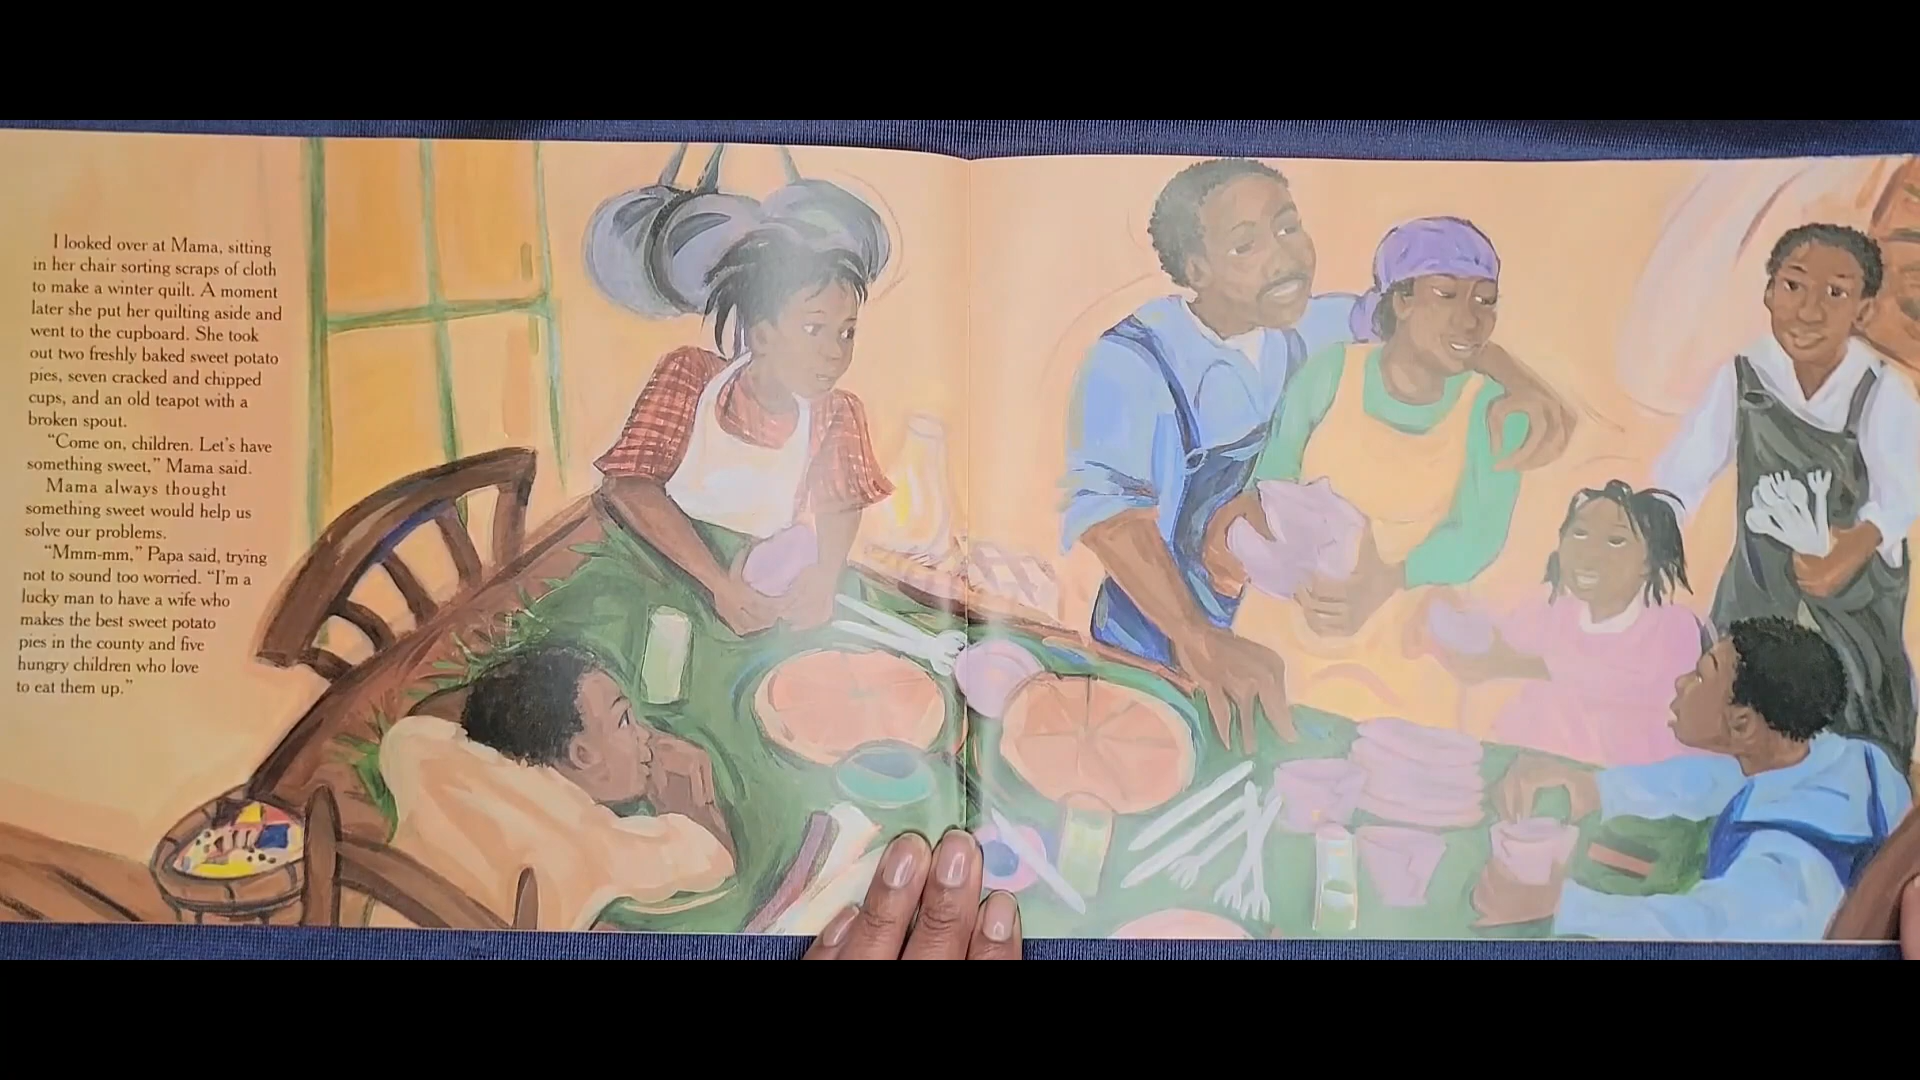 I looked over at Mama, sitting
in her chair sorting scraps of cloth
to make a winter quilt. A moment
later she put her quilting aside and
went to the cupboard. She took
out two freshly baked sweet potato
pies, seven cracked and chipped
cups, and an old teapot with a
broken spout.
“Come on, children. Let’s have
something sweet,” Mama said.
Mama always thought
something sweet would help us
solve our problems.
“Mmm-mm,” Papa said, trying
not to sound too worried. “I’m a
lucky man to have a wife who
makes the best sweet potato
pies in the county and five
hungry children who love
to eat them up.”